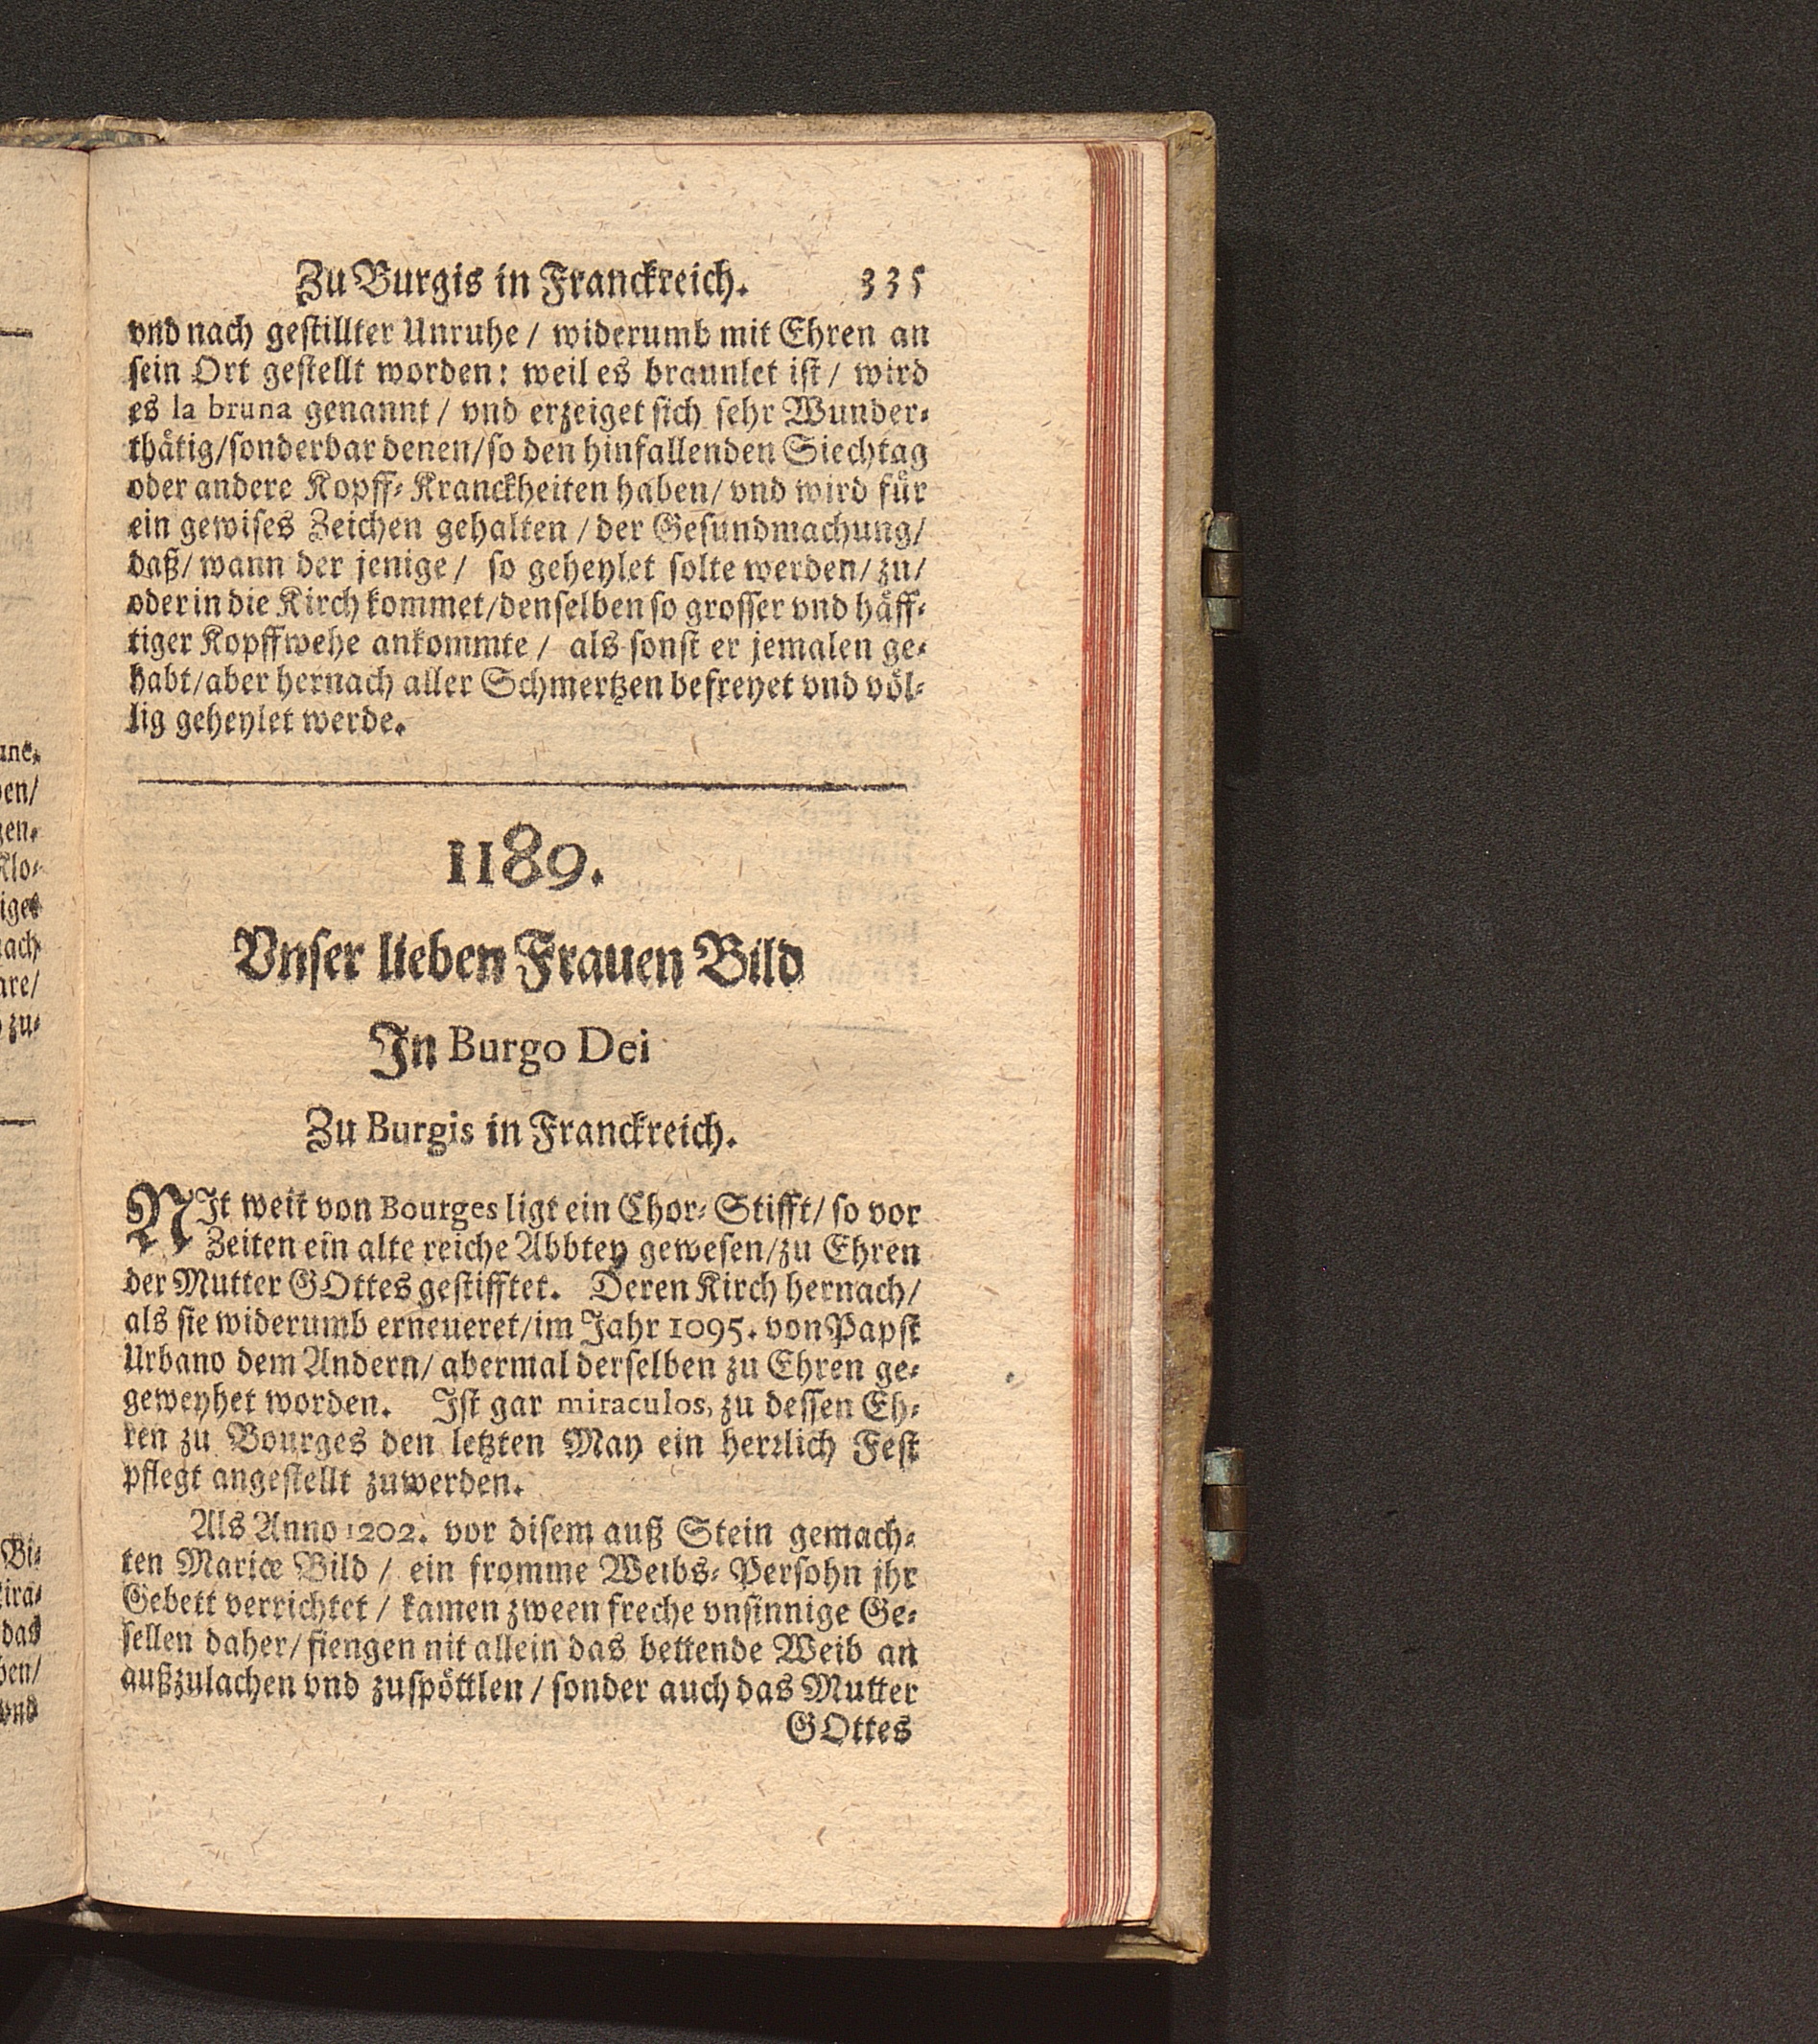 Zu Burgis in Franckreich. 335
vnd nach gestillter Unruhe / widerumb mit Ehren an
sein Ort gestellt worden: weil es braunlet ist / wird
es la bruna genannt / vnd erzeiget sich sehr Wunder-
thätig/sonderbar denen/so den hinfallenden Siechtag
oder andere Kopff-Kranckheiten haben/ vnd wird für
ein gewises Zeichen gehalten / der Gesundmachung/
daß/ wann der jenige / so geheylet solte werden/ zu/
oder in die Kirch kommet/denselben so grosser vnd häff-
tiger Kopffwehe ankommte / als sonst er jemalen ge-
habt/aber hernach aller Schmertzen befreyet vnd völ-
lig geheylet werde.
1189.
Vnser lieben Frauen Bild
In Burgo Dei
Zu Burgis in Franckreich.
NIt weit von Bourges ligt ein Chor-Stifft/ so vor
Zeiten ein alte reiche Abbtey gewesen/zu Ehren
der Mutter GOttes gestifftet. Deren Kirch hernach/
als sie widerumb erneueret/im Jahr 1095. von Papst
Urbano dem Andern/ abermal derselben zu Ehren ge-
geweyhet worden. Ist gar miraculos, zu dessen Eh-
ren zu Bourges den letzten May ein herrlich Fest
pflegt angestellt zuwerden.
Als Anno 1202. vor disem auß Stein gemach-
ten Mariæ Bild / ein fromme Weibs-Persohn jhr
Gebett verrichtet / kamen zween freche vnsinnige Ge-
sellen daher/ fiengen nit allein das bettende Weib an
außzulachen vnd zuspöttlen / sonder auch das Mutter
GOttes